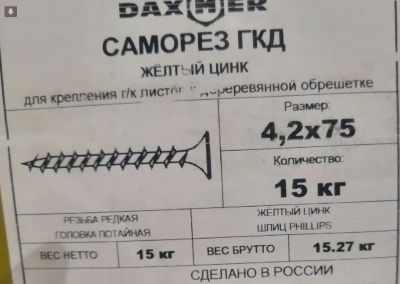 DAXMER
САМОРЕЗ ГКД
ЖЁЛТЫЙ ЦИНК
для крепления г/к листов к деревянной обрешетке
Размер:
4,2x75
Количество:
15 кг
РЕЗЬБА РЕДКАЯ
ГОЛОВКА ПОТАЙНАЯ
ЖЁЛТЫЙ ЦИНК
ШЛИЦ PHILLIPS
ВЕС НЕТТО
15 кг
ВЕС БРУТТО
15.27 кг
СДЕЛАНО В РОССИИ